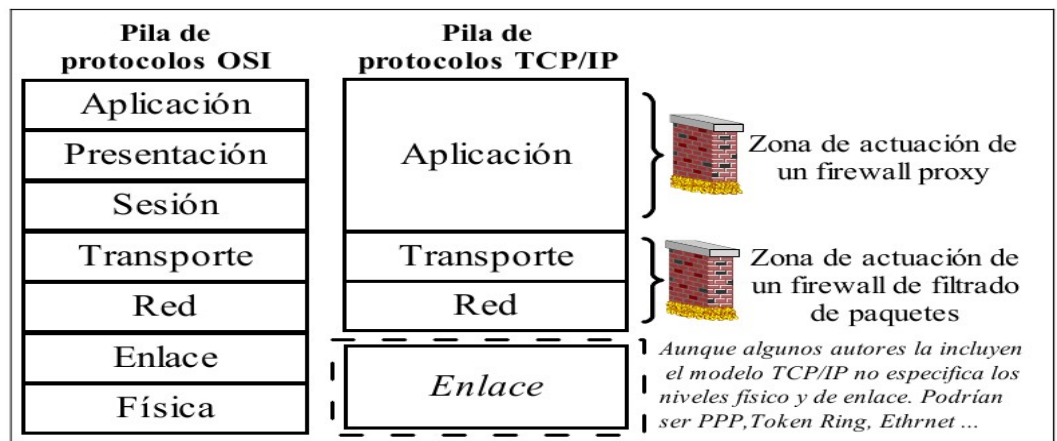 Pila de
protocolos OSI
Aplicación
Presentación
Sesión
Transporte
Red
Enlace
Física
Pila de
protocolos TCP/IP
Aplicación
Transporte
Red
Enlace
Zona de actuación de
un firewall proxy
Zona de actuación de
un firewall de filtrado
de paquetes
Aunque algunos autores la incluyen
el modelo TCP/IP no especifica los
niveles físico y de enlace. Podrían
ser PPP,Token Ring, Ethrnet ...